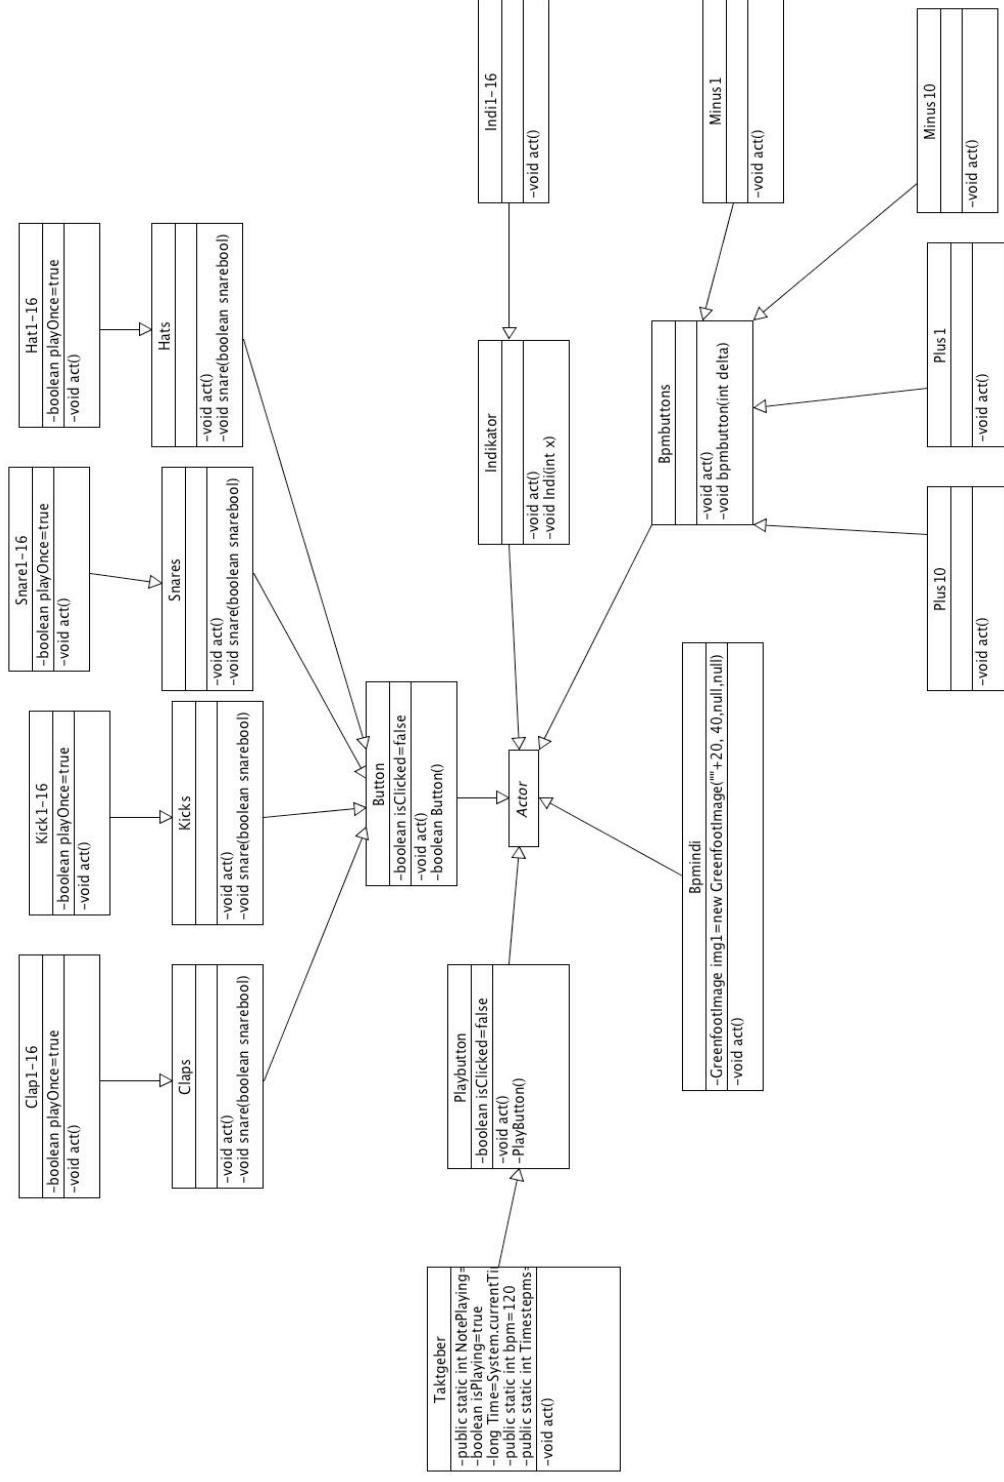 Clap1-16
-boolean playOnce=true
-void act()
Kick1-16
-boolean playOnce=true
-void act()
Snare1-16
-boolean playOnce=true
-void act()
Hat1-16
-boolean playOnce=true
-void act()
Claps
-void act()
-void snare(boolean snarebool)
Kicks
-void act()
-void snare(boolean snarebool)
Snares
-void act()
-void snare(boolean snarebool)
Hats
-void act()
-void snare(boolean snarebool)
Button
-boolean isClicked=false
-void act()
-boolean Button()
Taktgeber
-public static int NotePlaying=
-boolean isPlaying=true
-long Time=System.currentTi
-public static int bpm=120
-public static int Timestepms=
-void act()
Playbutton
-boolean isClicked=false
-void act()
-PlayButton()
Actor
Indikator
-void act()
-void Indi(int x)
Indi1-16
-void act()
Bpmindi
-GreenfootImage img1=new GreenfootImage(""+20, 40,null,null)
-void act()
Bpmbuttons
-void act()
-void bpmbutton(int delta)
Minus1
-void act()
Plus10
-void act()
Plus1
-void act()
Minus10
-void act()